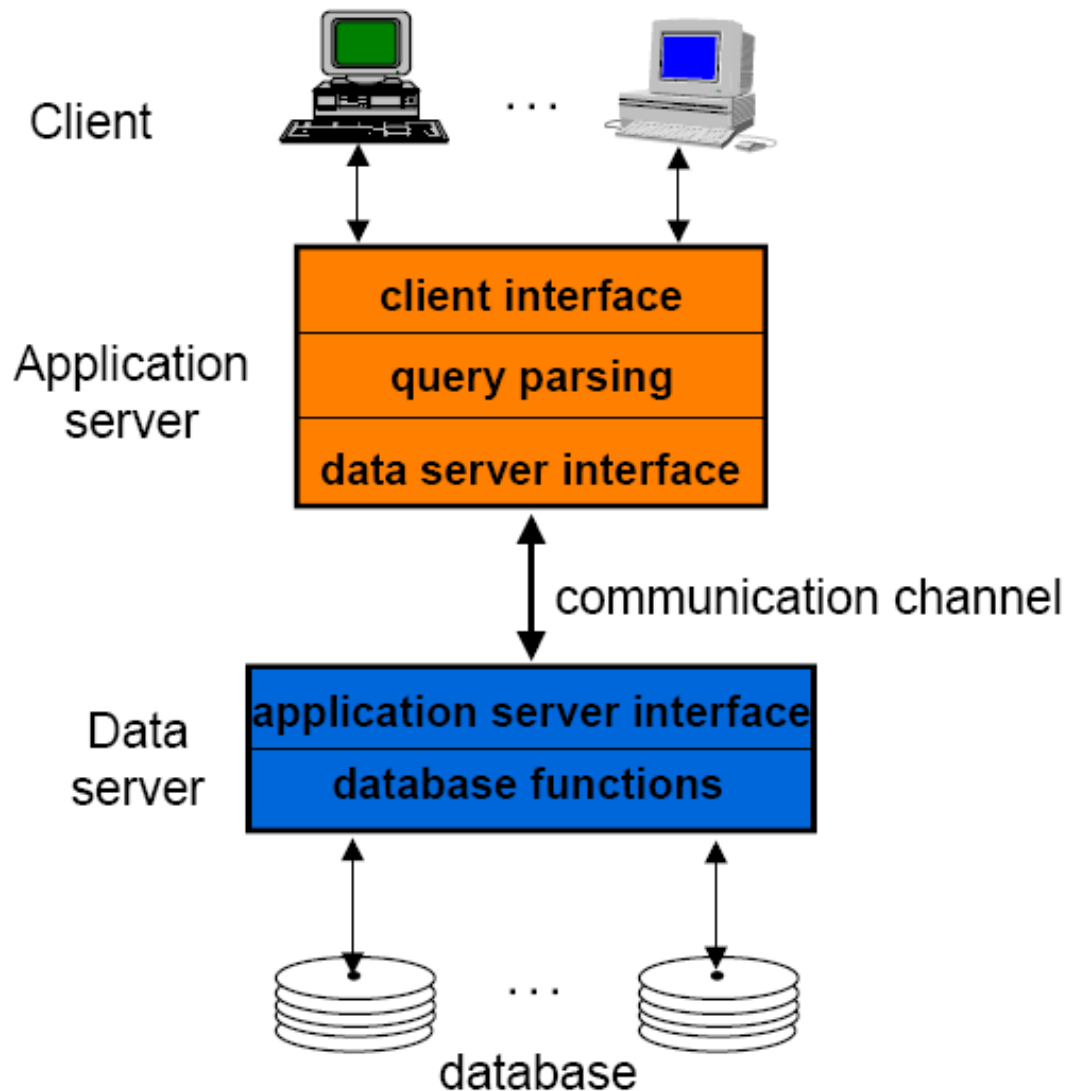 Client
. . .
client interface
Application
server
query parsing
data server interface
communication channel
Data
server
application server interface
database functions
. . .
database